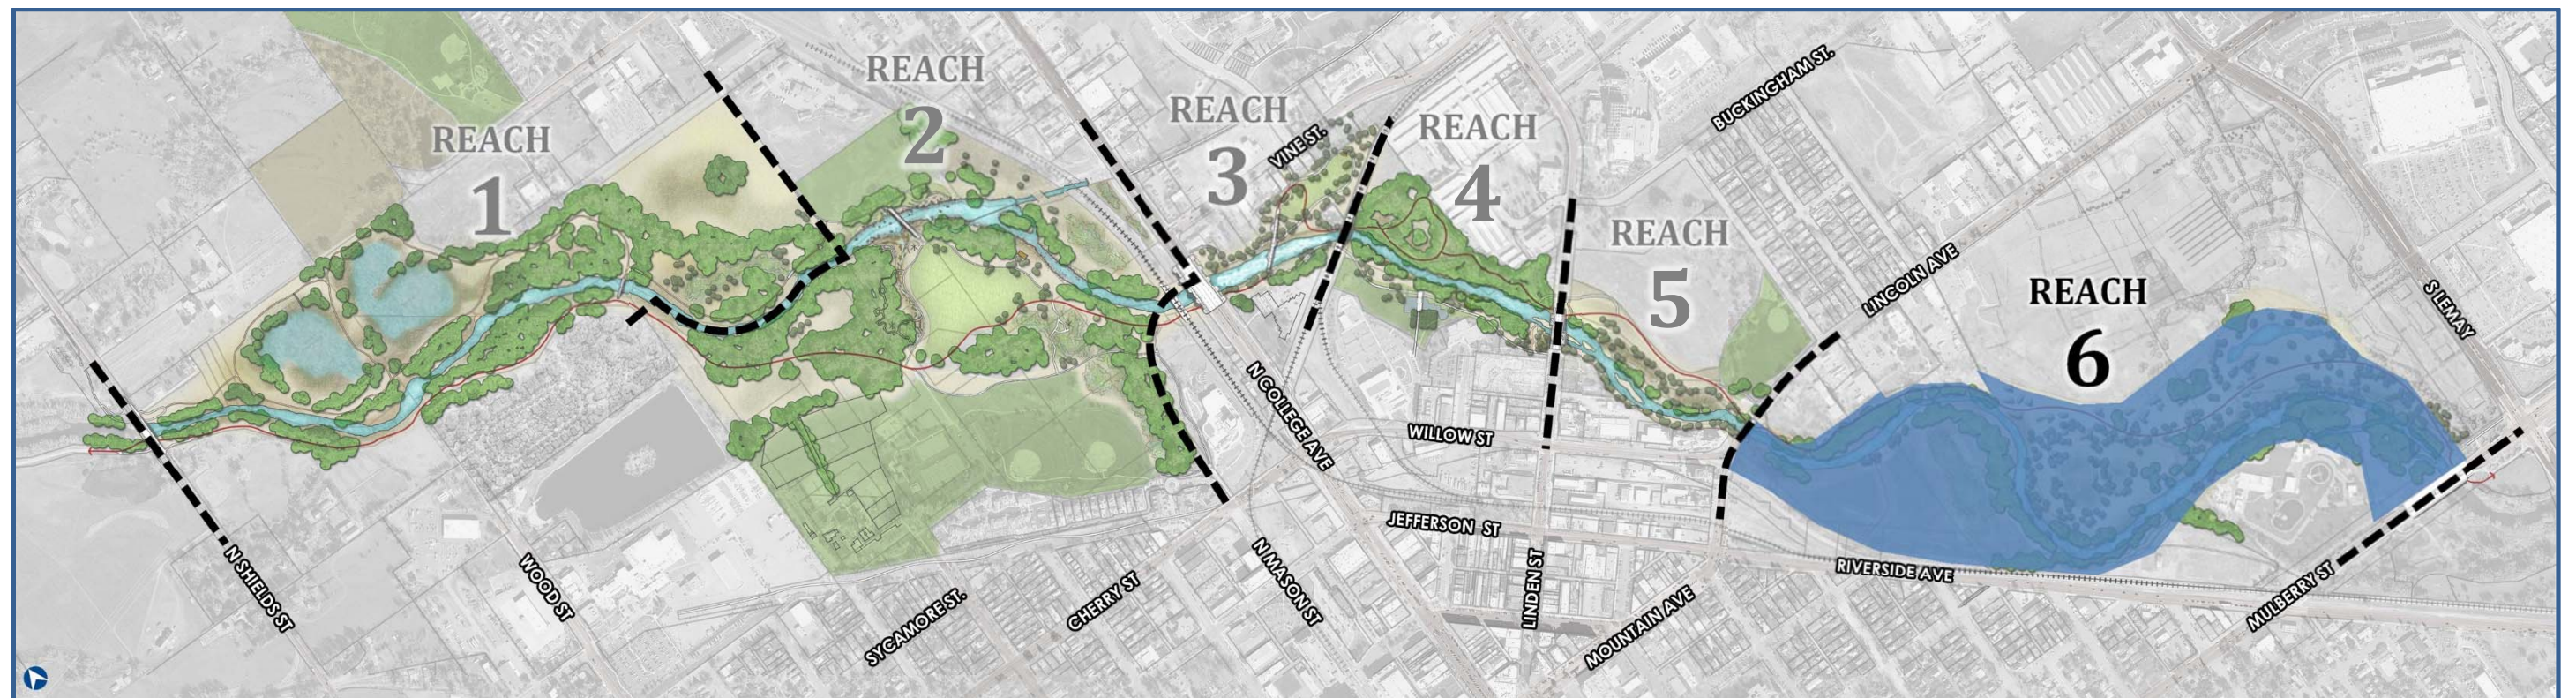 REACH
1
REACH
2
REACH
3
VINE ST.
REACH
4
REACH
5
BUCKINGHAM ST.
LINCOLN AVE
REACH
6
S LEMAY
N SHIELDS ST
WOOD ST
SYCAMORE ST.
CHERRY ST
N MASON ST
N COLLEGE AVE
WILLOW ST
JEFFERSON ST
LINDEN ST
MOUNTAIN AVE
RIVERSIDE AVE
MULBERRY ST